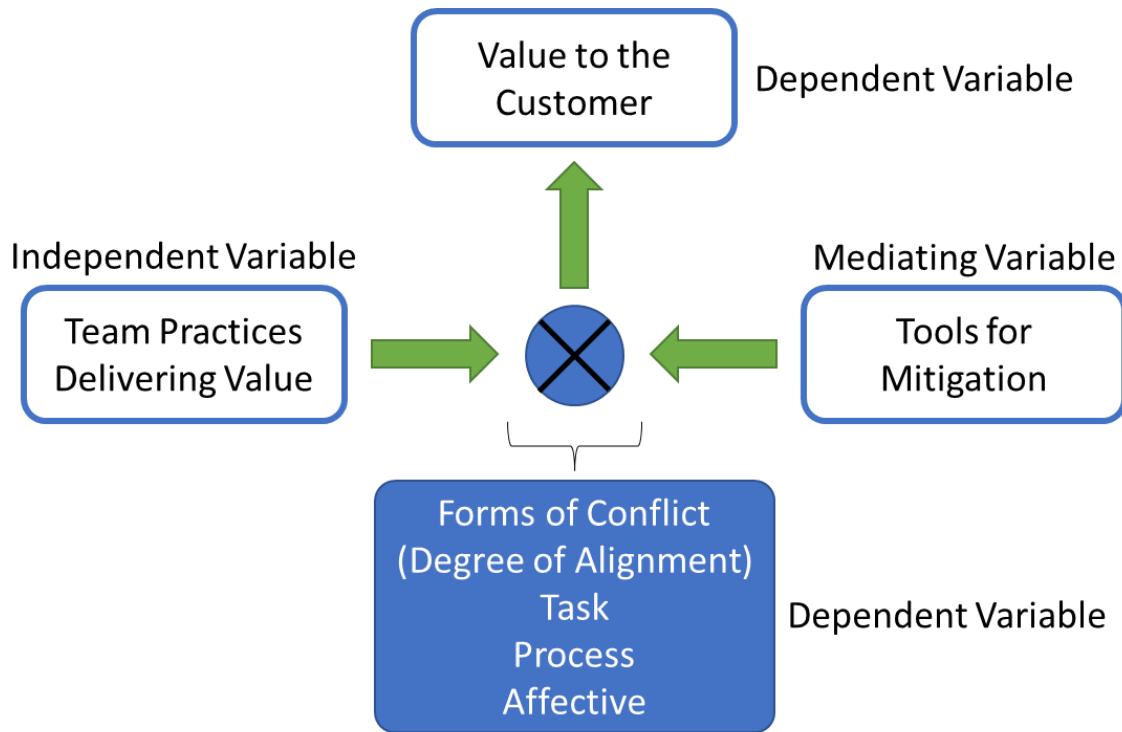 Value to the
Customer
Dependent Variable
Independent Variable
Team Practices
Delivering Value
Mediating Variable
Tools for
Mitigation
Forms of Conflict
(Degree of Alignment)
Task
Process
Affective
Dependent Variable